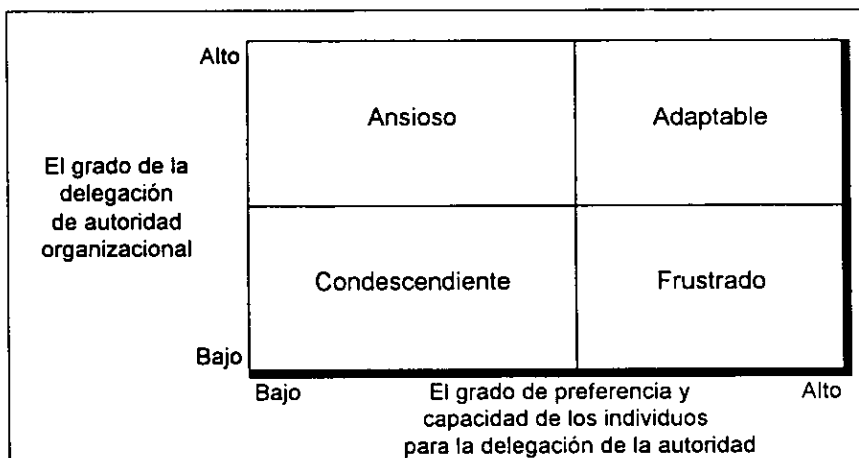 Alto
Ansioso
Adaptable
El grado de la
delegación
de autoridad
organizacional
Condescendiente
Frustrado
Bajo
Bajo
El grado de preferencia y
capacidad de los individuos
para la delegación de la autoridad
Alto